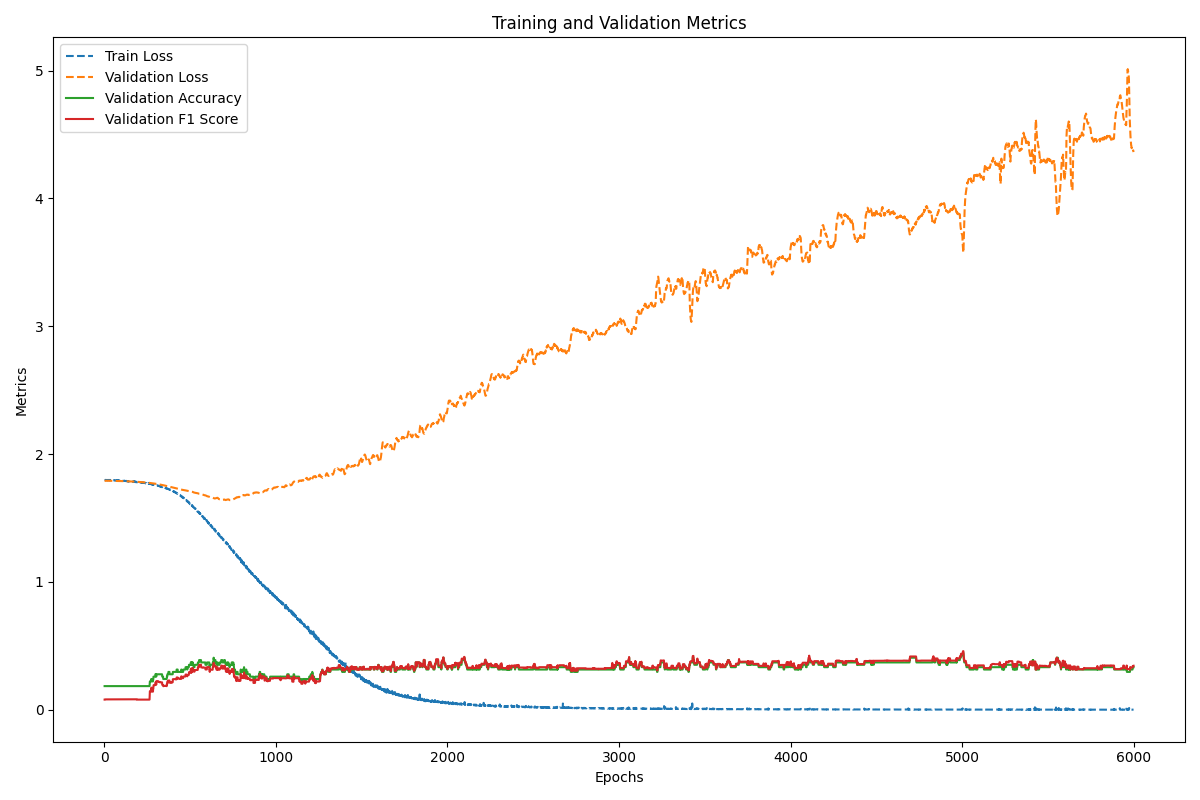 Training and Validation Metrics
Train Loss
Validation Loss
Validation Accuracy
Validation F1 Score
5
4
3
2
1
0
Metrics
0 1000 2000 3000 4000 5000 6000
Epochs